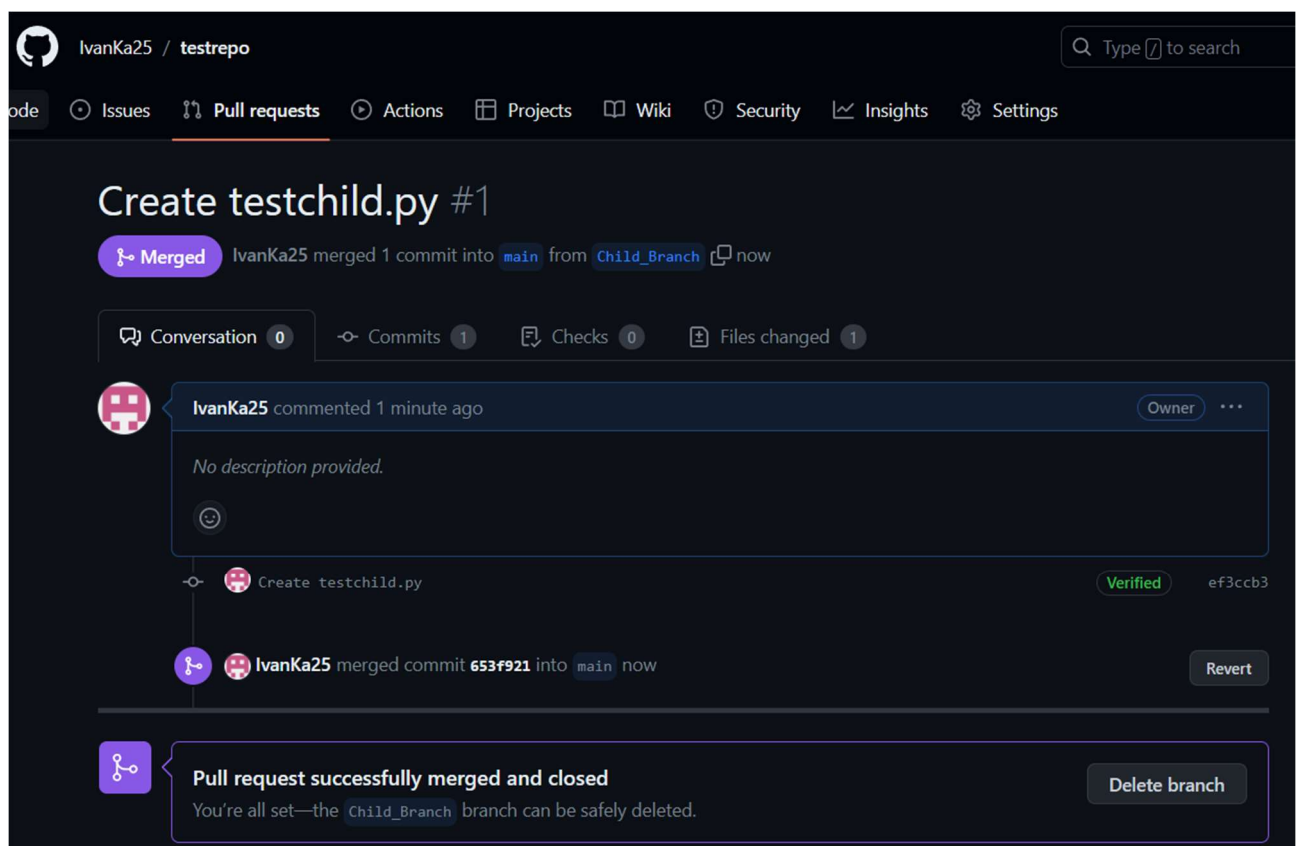 IvanKa25 / testrepo
Type / to search
ode Issues Pull requests Actions Projects Wiki Security Insights Settings
Create testchild.py #1
Merged IvanKa25 merged 1 commit into main from Child_Branch now
Conversation 0 Commits 1 Checks 0 Files changed 1
IvanKa25 commented 1 minute ago Owner ...
No description provided.
Create testchild.py Verified ef3ccb3
IvanKa25 merged commit 653f921 into main now Revert
Pull request successfully merged and closed
You're all set—the Child_Branch branch can be safely deleted.
Delete branch